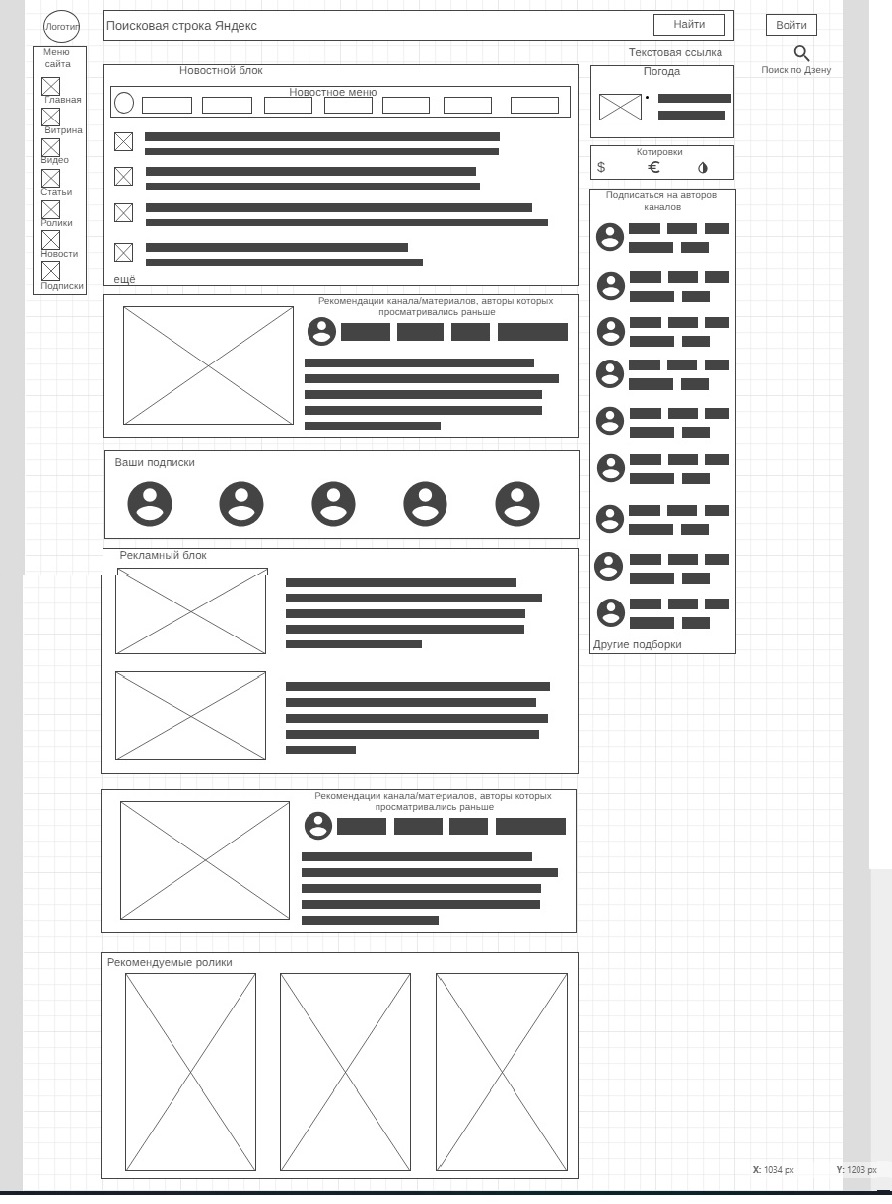 Логотип
Поисковая строка Яндекс
Найти
Войти
Текстовая ссылка
Поиск по Дзену
Меню
сайта
Главная
Витрина
Видео
Статьи
Ролики
Новости
Подписки
Новостной блок
Новостное меню
ещё
Погода
Котировки
$ €
Подписаться на авторов
каналов
Другие подборки
Рекомендации канала/материалов, авторы которых
просматривались раньше
Ваши подписки
Рекламный блок
Рекомендации канала/материалов, авторы которых
просматривались раньше
Рекомендуемые ролики
X: 1034 px Y: 1203 px